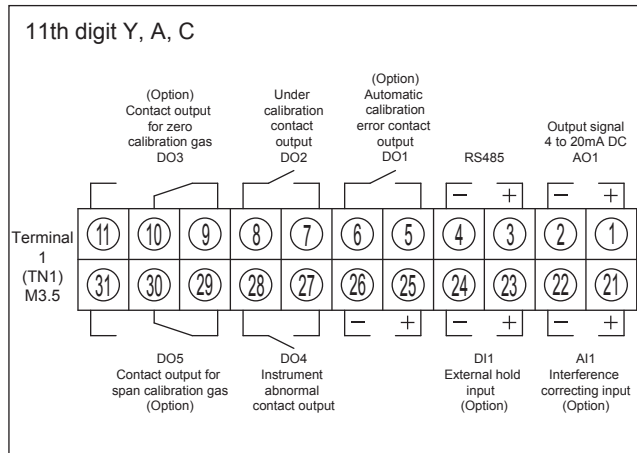 11th digit Y, A, C
(Option)
Contact output
for zero
calibration gas
DO3
Under
calibration
contact
output
DO2
(Option)
Automatic
calibration
error contact
output
DO1
RS485
Output signal
4 to 20mA DC
AO1
− + − +
Terminal
1
(TN1)
M3.5
11 10 9 8 7 6 5 4 3 2 1
31 30 29 28 27 26 25 24 23 22 21
− + − + − +
DO5
Contact output for
span calibration gas
(Option)
DO4
Instrument
abnormal
contact output
DI1
External hold
input
(Option)
AI1
Interference
correcting input
(Option)